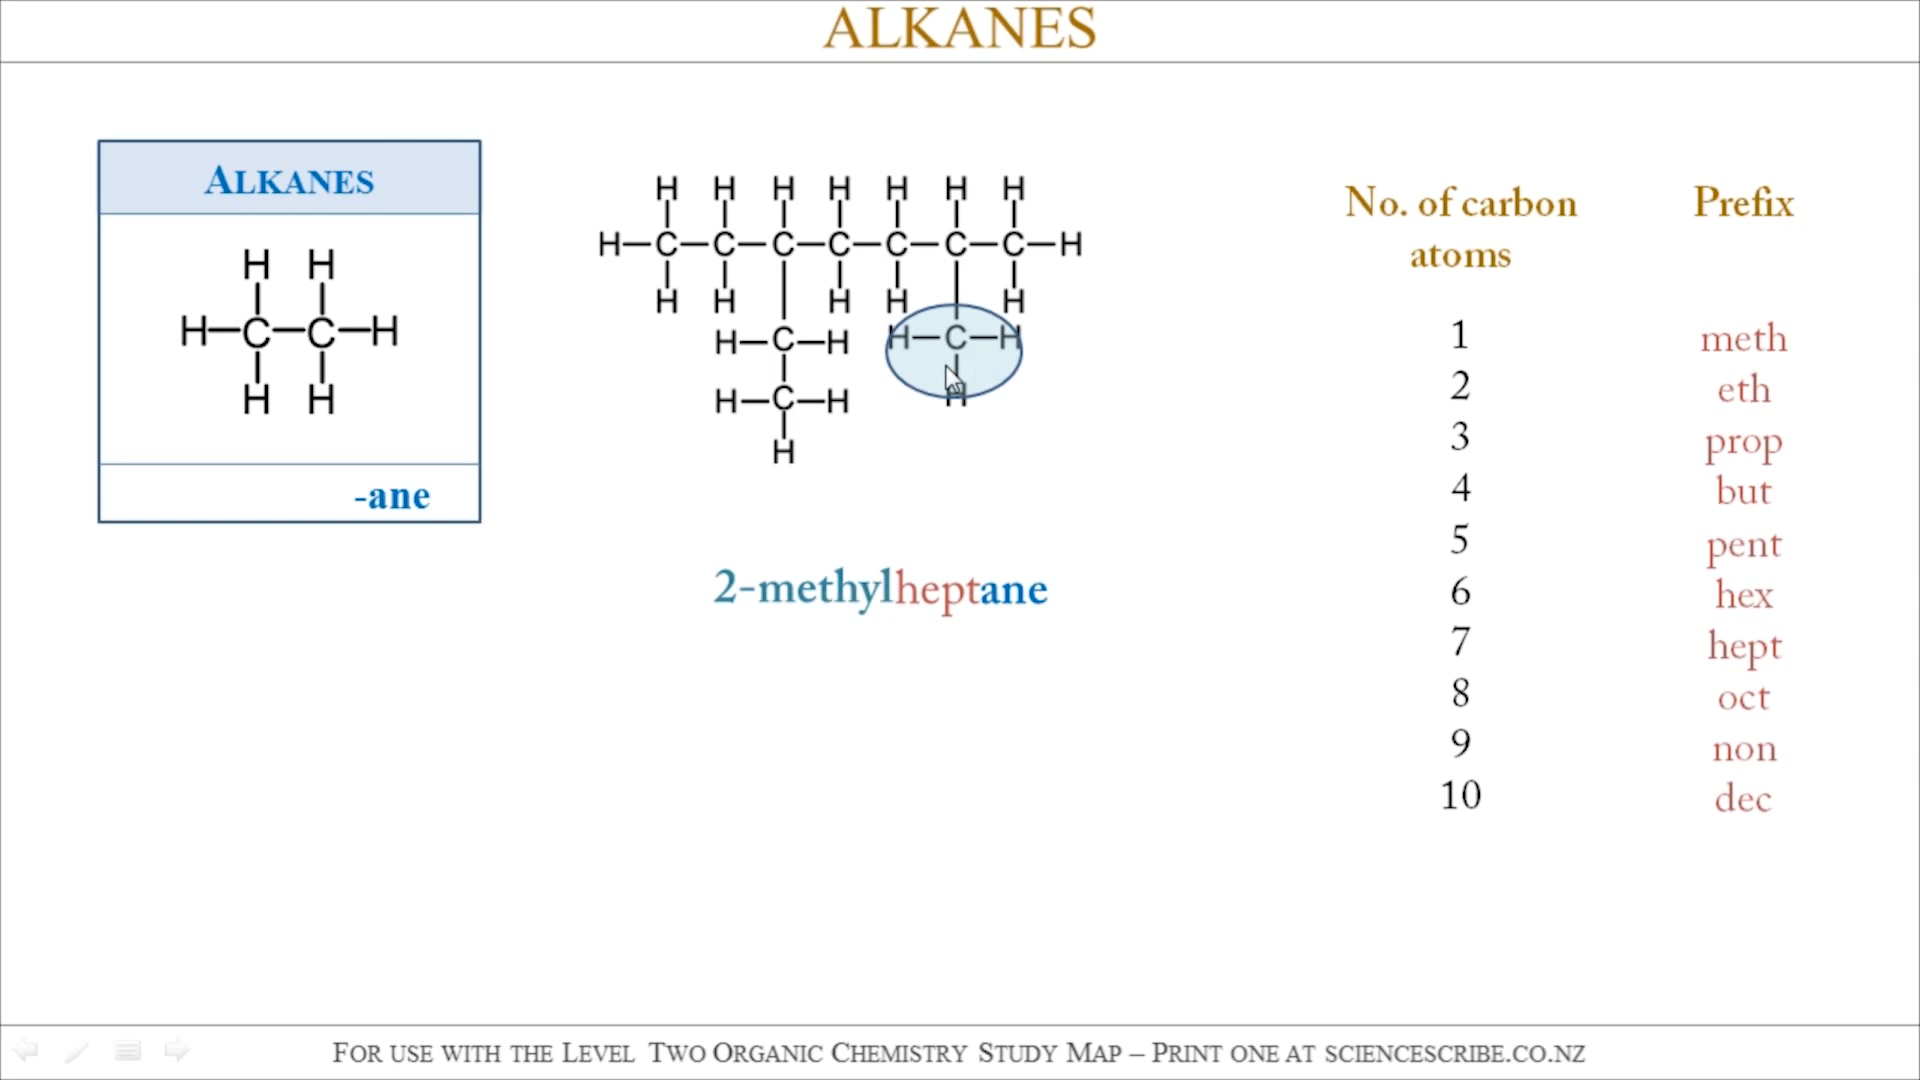 ALKANES
ALKANES
H H
H–C–C–H
H H
-ane
H H H H H H H
H–C–C–C–C–C–C–C–H
H H H H H
H–C–H H–C–H
H–C–H H
H
2-methylheptane
No. of carbon atoms Prefix
1 meth
2 eth
3 prop
4 but
5 pent
6 hex
7 hept
8 oct
9 non
10 dec
FOR USE WITH THE LEVEL TWO ORGANIC CHEMISTRY STUDY MAP – PRINT ONE AT SCIENCESCRIBE.CO.NZ